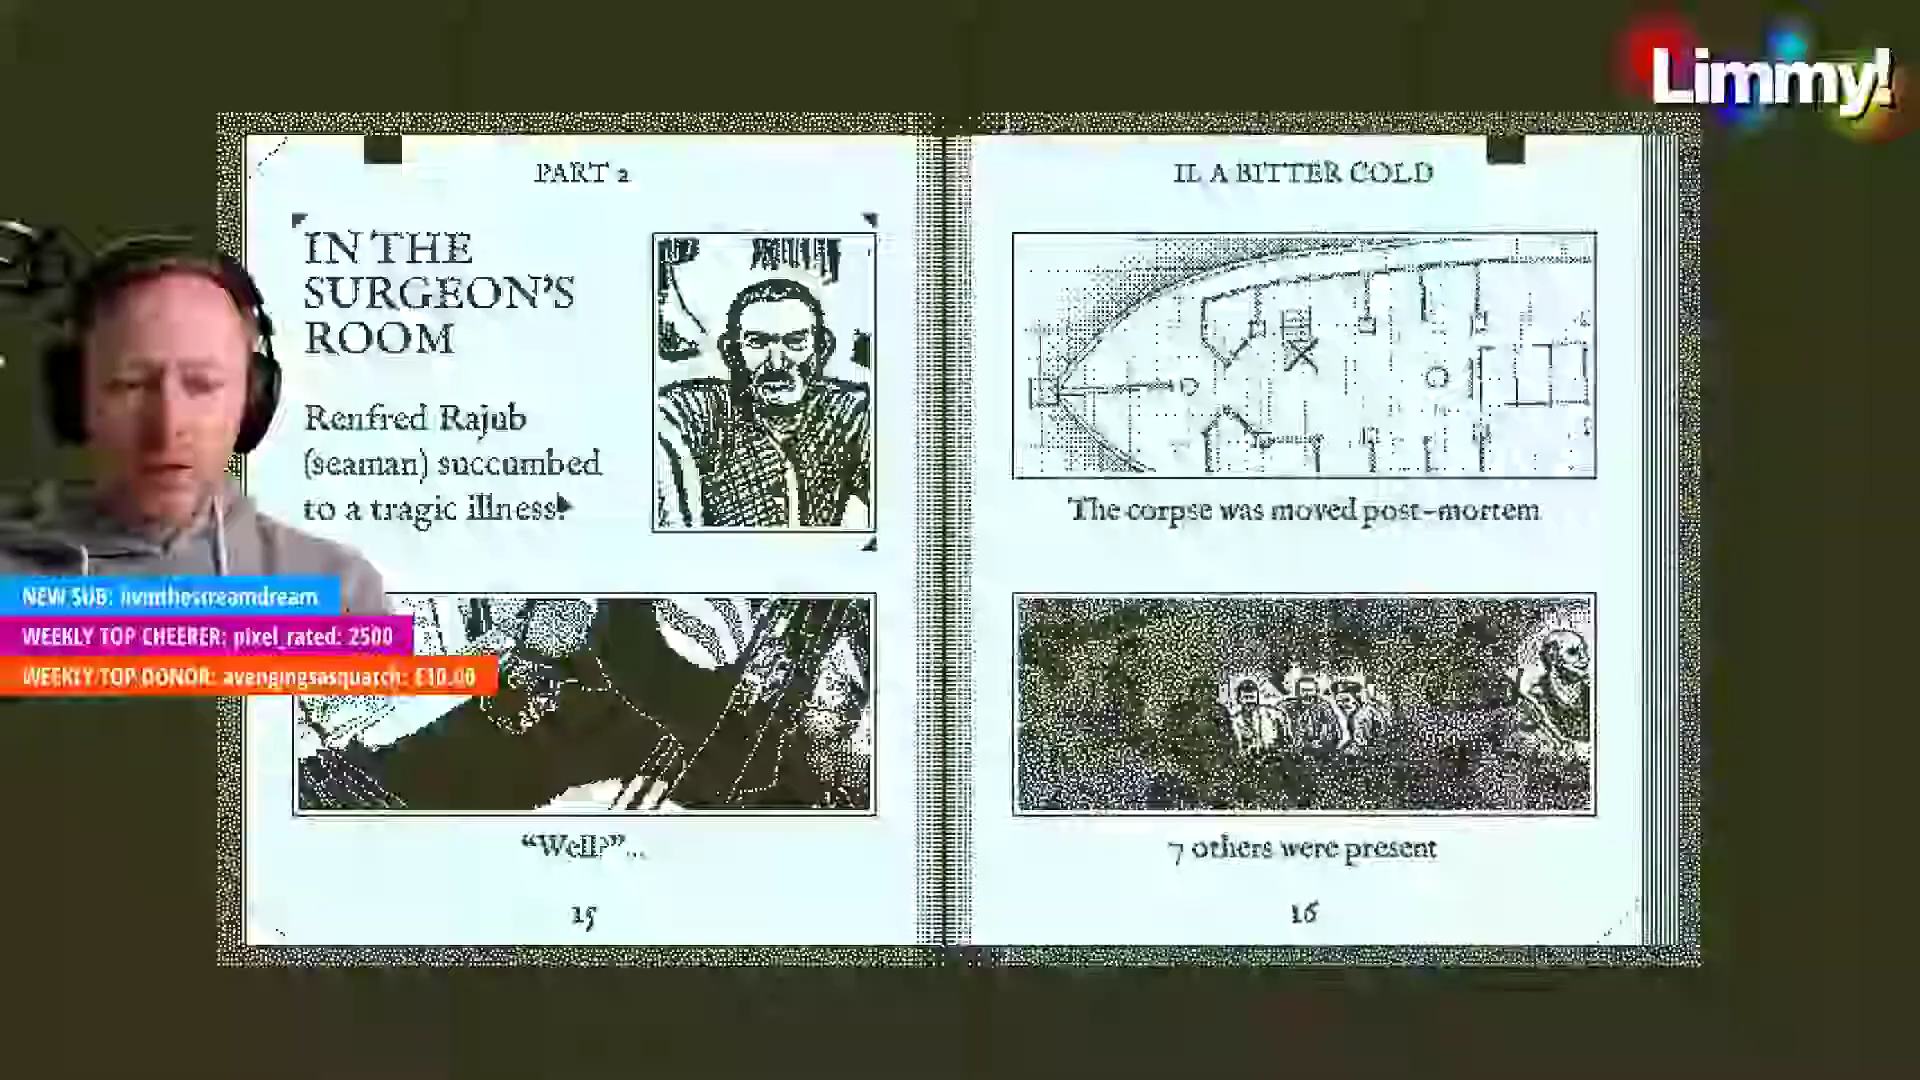 Limmy!
PART 2
IN THE
SURGEON'S
ROOM
Renfred Rajub
(seaman) succumbed
to a tragic illness.
"Well?"...
15
II. A BITTER COLD
The corpse was moved post-mortem
7 others were present
16
NEW SUB: livinthestreamdream
WEEKLY TOP CHEERER: pixel_rated: 2500
WEEKLY TOP DONOR: avengingsasquatch: £10.00